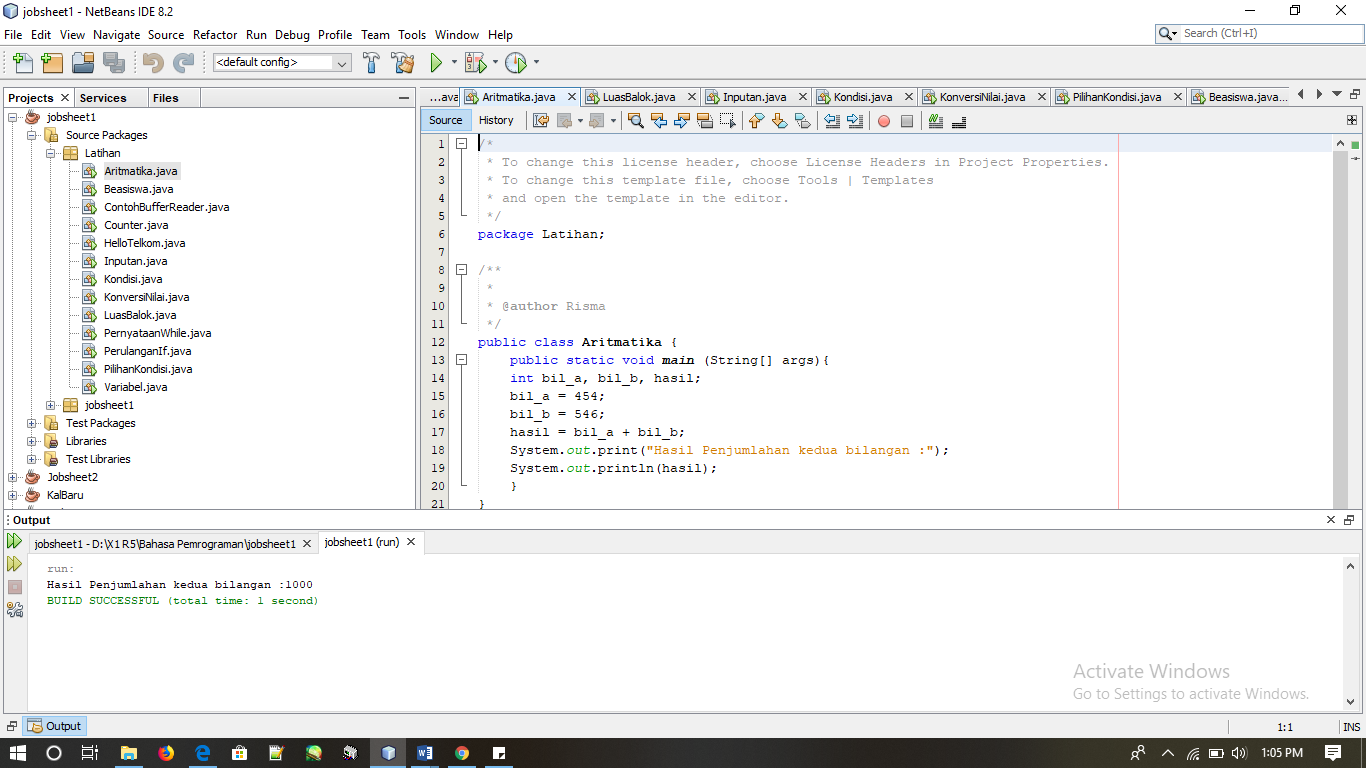 jobsheet1 - NetBeans IDE 8.2
File Edit View Navigate Source Refactor Run Debug Profile Team Tools Window Help
Search (Ctrl+I)
<default config>
Projects Services Files
jobsheet1
Source Packages
Latihan
Aritmatika.java
Beasiswa.java
ContohBufferReader.java
Counter.java
HelloTelkom.java
Inputan.java
Kondisi.java
KonversiNilai.java
LuasBalok.java
PernyataanWhile.java
PerulanganIf.java
PilihanKondisi.java
Variabel.java
jobsheet1
Test Packages
Libraries
Test Libraries
Jobsheet2
KalBaru
...ava Aritmatika.java LuasBalok.java Inputan.java Kondisi.java KonversiNilai.java PilihanKondisi.java Beasiswa.java...
Source History
1 /*
2 * To change this license header, choose License Headers in Project Properties.
3 * To change this template file, choose Tools | Templates
4 * and open the template in the editor.
5 */
6 package Latihan;
7
8 /**
9 *
10 * @author Risma
11 */
12 public class Aritmatika {
13 public static void main (String[] args){
14 int bil_a, bil_b, hasil;
15 bil_a = 454;
16 bil_b = 546;
17 hasil = bil_a + bil_b;
18 System.out.print("Hasil Penjumlahan kedua bilangan :");
19 System.out.println(hasil);
20 }
21 }
Output
jobsheet1 - D:\X1 R5\Bahasa Pemrograman\jobsheet1 jobsheet1 (run)
run:
Hasil Penjumlahan kedua bilangan :1000
BUILD SUCCESSFUL (total time: 1 second)
Activate Windows
Go to Settings to activate Windows.
Output
1:1 INS
1:05 PM